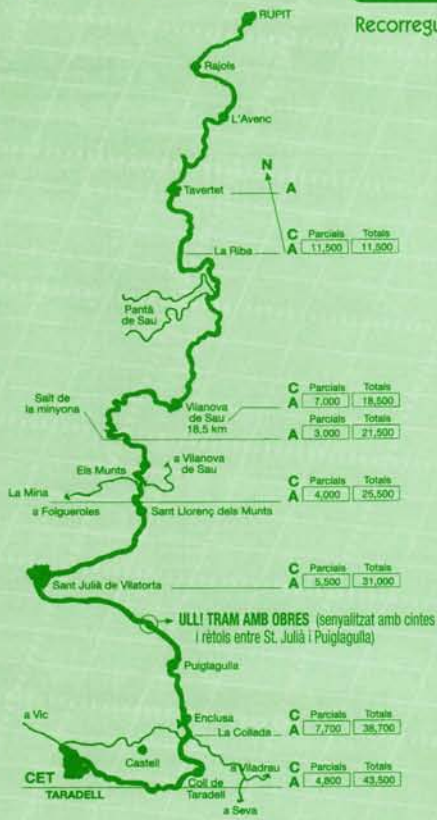 Recorregu
RUPIT
Rajols
L'Avenc
N
Tavertet A
C Parcials Totals
La Riba A 11,500 11,500
Pantà
de Sau
C Parcials Totals
Vilanova
de Sau
18,5 km
A 7,000 18,500
Salt de
la minyona
Parcials Totals
A 3,000 21,500
a Vilanova
de Sau
Els Munts
C Parcials Totals
La Mina A 4,000 25,500
a Folgueroles
Sant Llorenç dels Munts
C Parcials Totals
Sant Julià de Vilatorta A 5,500 31,000
ULL! TRAM AMB OBRES (senyalitzat amb cintes
i rètols entre St. Julià i Puiglagulla)
Puiglagulla
a Vic
Enclusa
C Parcials Totals
La Collada A 7,700 38,700
Castell
a Viladrau
C Parcials Totals
CET
TARADELL
Coll de
Taradell
A 4,800 43,500
a Seva